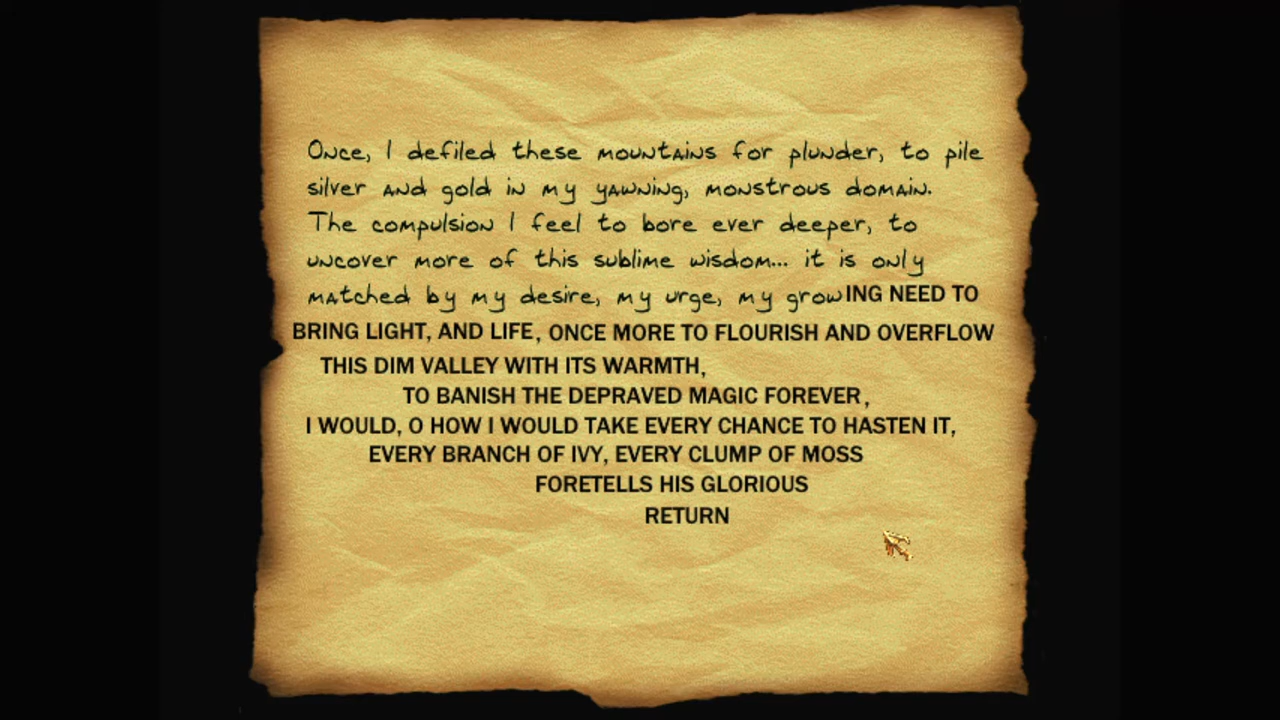 Once, I defiled these mountains for plunder, to pile
silver and gold in my yawning, monstrous domain.
The compulsion I feel to bore ever deeper, to
uncover more of this sublime wisdom... it is only
matched by my desire, my urge, my growING NEED TO
BRING LIGHT, AND LIFE, ONCE MORE TO FLOURISH AND OVERFLOW
THIS DIM VALLEY WITH ITS WARMTH,
TO BANISH THE DEPRAVED MAGIC FOREVER,
I WOULD, O HOW I WOULD TAKE EVERY CHANCE TO HASTEN IT,
EVERY BRANCH OF IVY, EVERY CLUMP OF MOSS
FORETELLS HIS GLORIOUS
RETURN